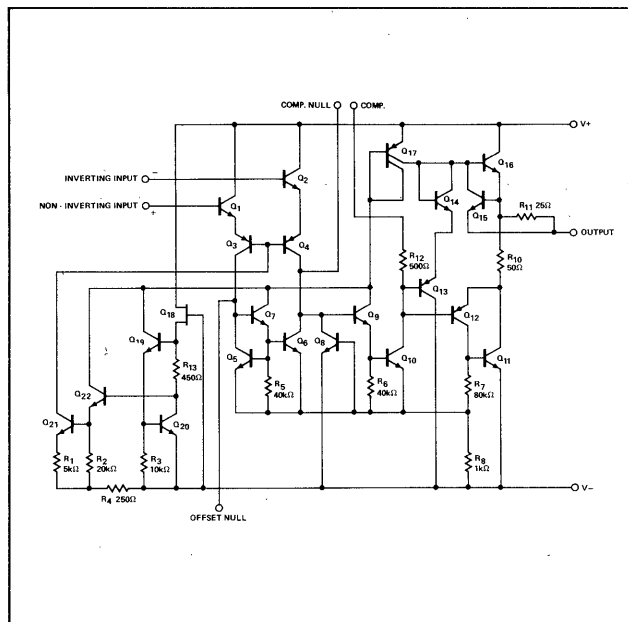 COMP. NULL COMP.
V+
Q17
Q16
INVERTING INPUT −
Q2
Q14
Q15
R11 25Ω
NON - INVERTING INPUT +
Q1
OUTPUT
Q3
Q4
R12
500Ω
R10
50Ω
Q13
Q18
Q7
Q9
Q12
Q19
Q5
Q6
Q8
Q10
Q11
R13
450Ω
R5
40kΩ
R6
40kΩ
R7
80kΩ
Q22
Q21
Q20
R1
5kΩ
R2
20kΩ
R3
10kΩ
R8
1kΩ
R4 250Ω
V−
OFFSET NULL